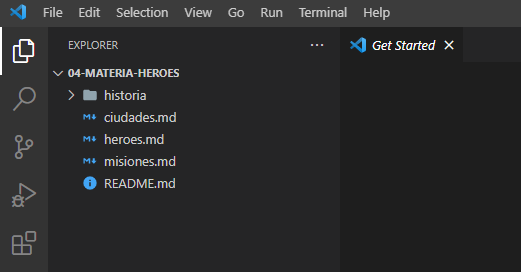 File Edit Selection View Go Run Terminal Help
EXPLORER
Get Started
04-MATERIA-HEROES
historia
ciudades.md
heroes.md
misiones.md
README.md